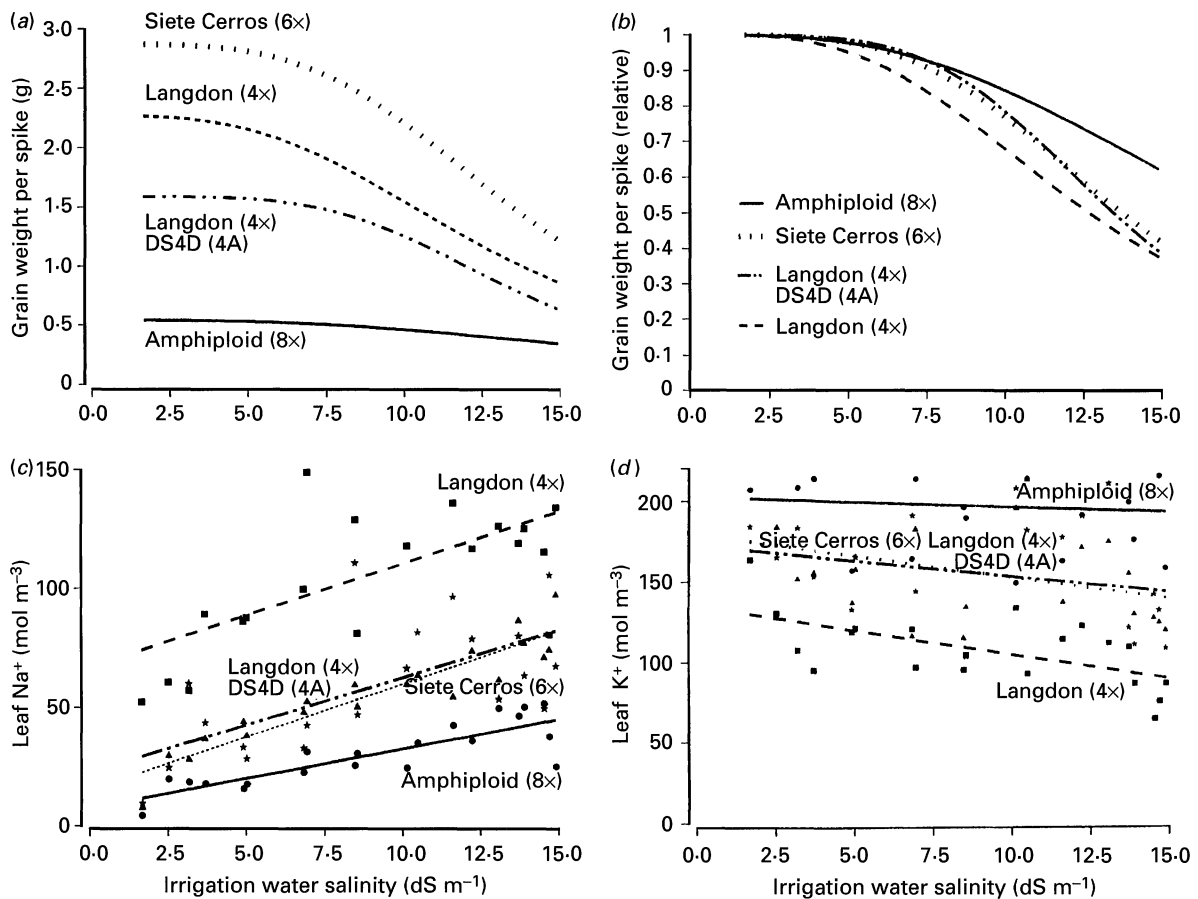 (a)
3·0
2·5
2·0
1·5
1·0
0·5
0
Grain weight per spike (g)
Siete Cerros (6×)
Langdon (4×)
Langdon (4×)
DS4D (4A)
Amphiploid (8×)
0·0 2·5 5·0 7·5 10·0 12·5 15·0
(b)
1
0·9
0·8
0·7
0·6
0·5
0·4
0·3
0·2
0·1
0
Grain weight per spike (relative)
Amphiploid (8×)
Siete Cerros (6×)
Langdon (4×)
DS4D (4A)
Langdon (4×)
0·0 2·5 5·0 7·5 10·0 12·5 15·0
(c)
150
100
50
0
Leaf Na⁺ (mol m⁻³)
Langdon (4×)
Langdon (4×)
DS4D (4A)
Siete Cerros (6×)
Amphiploid (8×)
0·0 2·5 5·0 7·5 10·0 12·5 15·0
Irrigation water salinity (dS m⁻¹)
(d)
200
150
100
50
0
Leaf K⁺ (mol m⁻³)
Amphiploid (8×)
Siete Cerros (6×) Langdon (4×)
DS4D (4A)
Langdon (4×)
0·0 2·5 5·0 7·5 10·0 12·5 15·0
Irrigation water salinity (dS m⁻¹)